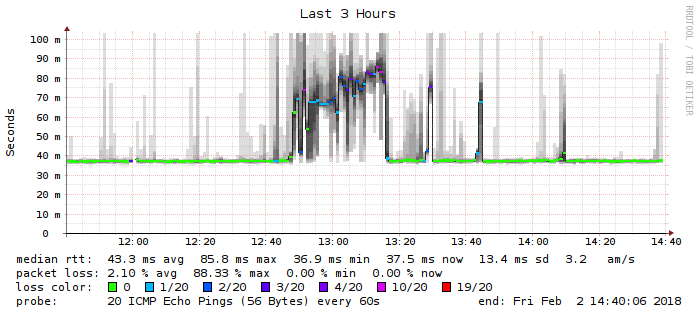 Last 3 Hours
RRDTOOL / TOBI OETIKER
Seconds
100 m
90 m
80 m
70 m
60 m
50 m
40 m
30 m
20 m
10 m
0
12:00 12:20 12:40 13:00 13:20 13:40 14:00 14:20 14:40
median rtt: 43.3 ms avg 85.8 ms max 36.9 ms min 37.5 ms now 13.4 ms sd 3.2 am/s
packet loss: 2.10 % avg 88.33 % max 0.00 % min 0.00 % now
loss color: 0 1/20 2/20 3/20 4/20 10/20 19/20
probe: 20 ICMP Echo Pings (56 Bytes) every 60s end: Fri Feb 2 14:40:06 2018